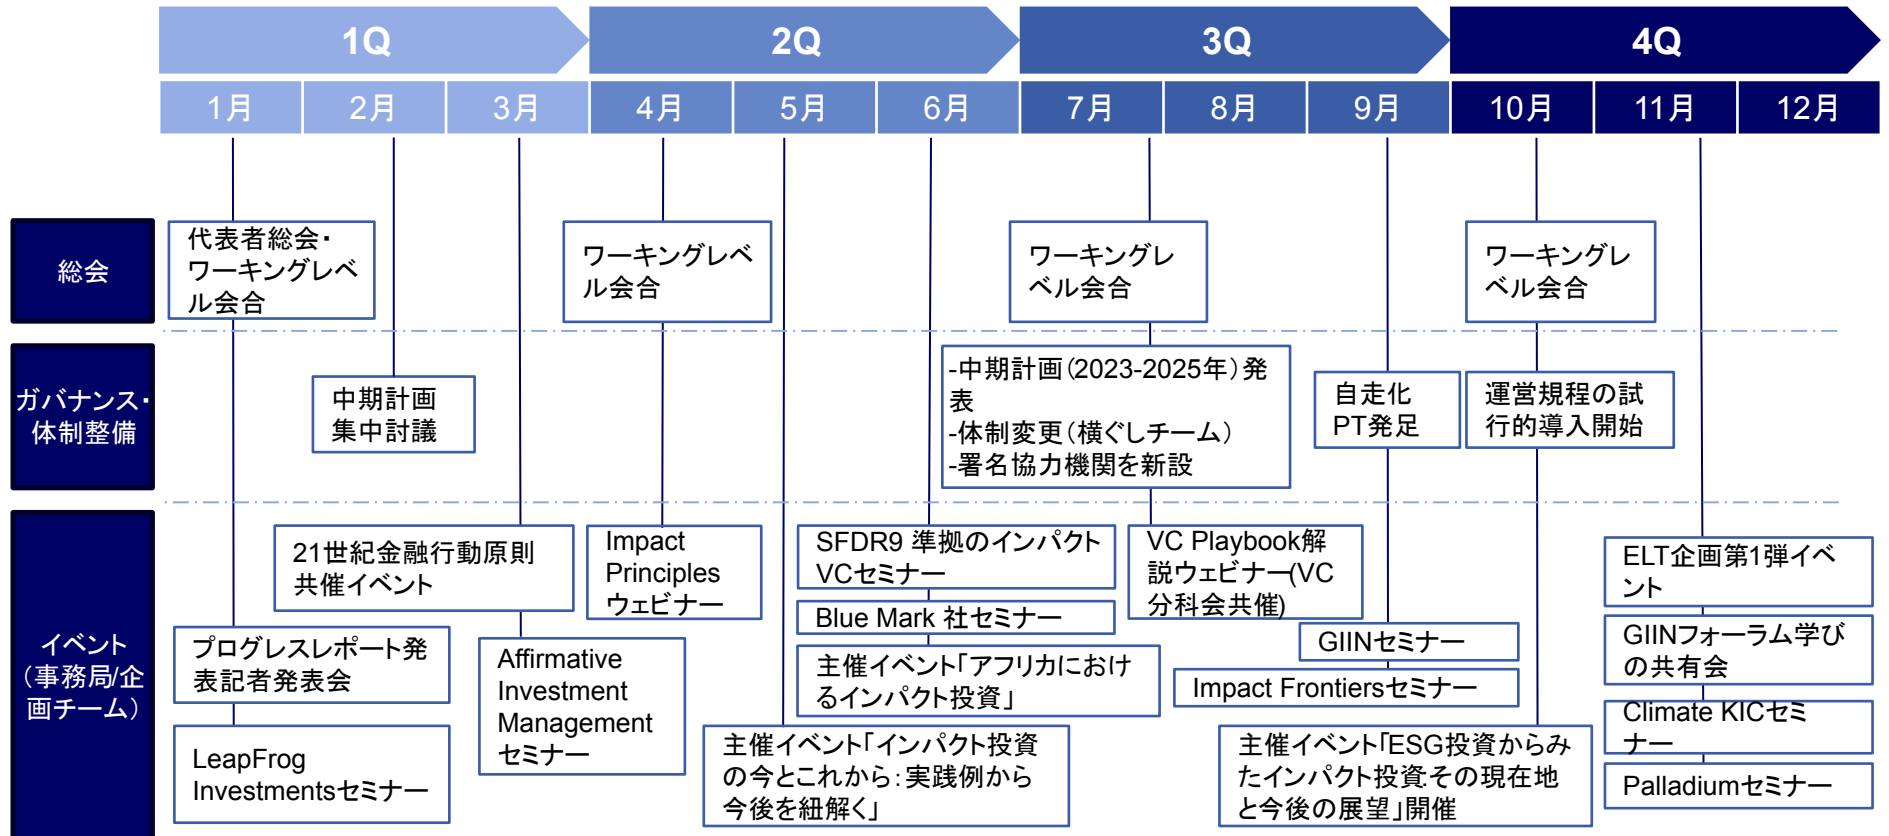 1Q
2Q
3Q
4Q
1月
2月
3月
4月
5月
6月
7月
8月
9月
10月
11月
12月
総会
代表者総会・
ワーキングレベ
ル会合
ワーキングレベ
ル会合
ワーキングレ
ベル会合
ワーキングレ
ベル会合
ガバナンス・
体制整備
中期計画
集中討議
-中期計画(2023-2025年)発
表
-体制変更(横ぐしチーム)
-署名協力機関を新設
自走化
PT発足
運営規程の試
行的導入開始
イベント
(事務局/企
画チーム)
21世紀金融行動原則
共催イベント
プログレスレポート発
表記者発表会
LeapFrog
Investmentsセミナー
Affirmative
Investment
Management
セミナー
Impact
Principles
ウェビナー
SFDR9 準拠のインパクト
VCセミナー
Blue Mark 社セミナー
主催イベント「アフリカにおけ
るインパクト投資」
主催イベント「インパクト投資
の今とこれから:実践例から
今後を紐解く」
VC Playbook解
説ウェビナー(VC
分科会共催)
GIINセミナー
Impact Frontiersセミナー
主催イベント「ESG投資からみ
たインパクト投資:その現在地
と今後の展望」開催
ELT企画第1弾イベ
ント
GIINフォーラム学び
の共有会
Climate KICセミ
ナー
Palladiumセミナー